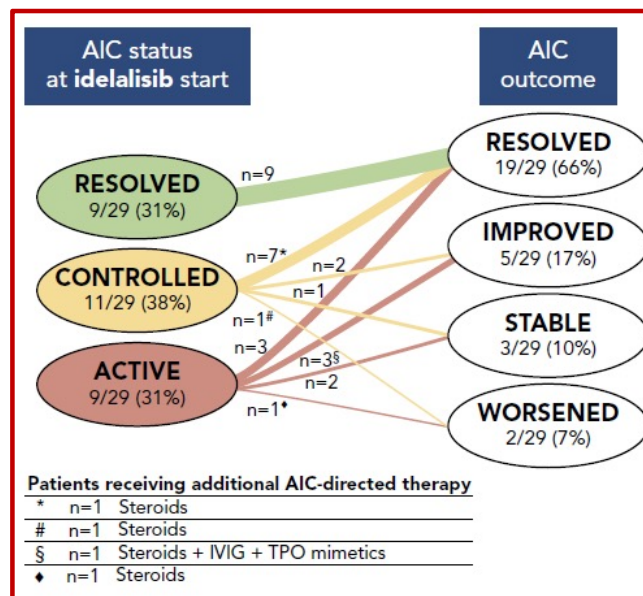 AIC status
at idelalisib start
AIC
outcome
RESOLVED
9/29 (31%)
CONTROLLED
11/29 (38%)
ACTIVE
9/29 (31%)
n=9
n=7*
n=2
n=1
n=1#
n=3
n=3§
n=2
n=1♦
RESOLVED
19/29 (66%)
IMPROVED
5/29 (17%)
STABLE
3/29 (10%)
WORSENED
2/29 (7%)
Patients receiving additional AIC-directed therapy
* n=1 Steroids
# n=1 Steroids
§ n=1 Steroids + IVIG + TPO mimetics
♦ n=1 Steroids